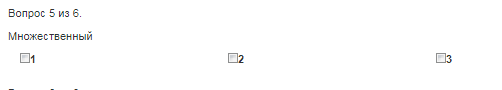 Вопрос 5 из 6.
Множественный
1 2 3